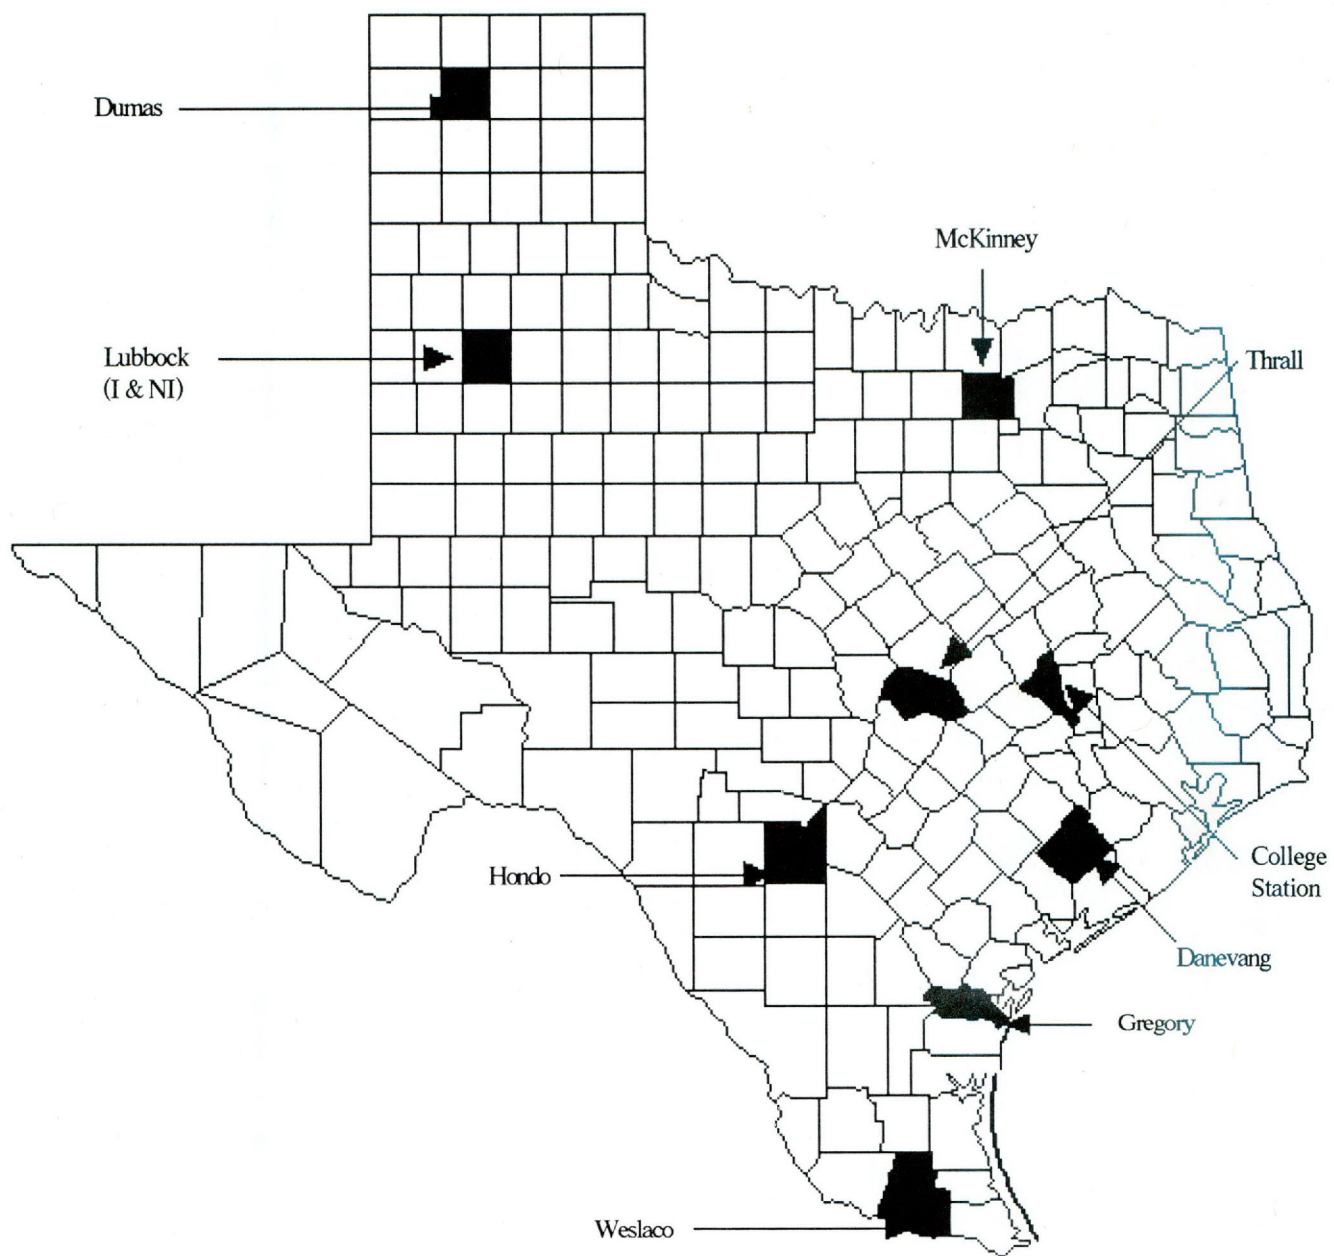 Dumas
McKinney
Lubbock
(I & NI)
Thrall
College
Station
Hondo
Danevang
Gregory
Weslaco